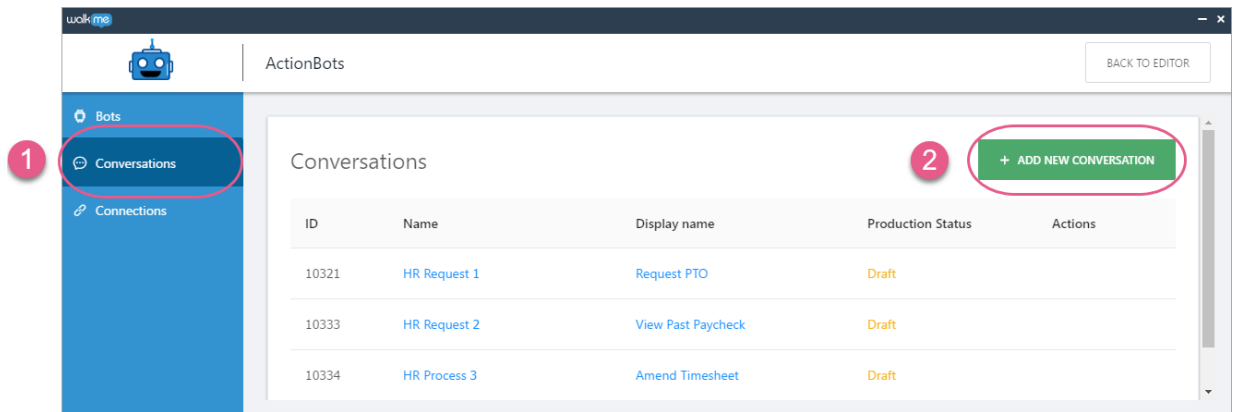 walkme
ActionBots
BACK TO EDITOR
Bots
1
Conversations
Connections
Conversations
2
+ ADD NEW CONVERSATION
ID Name Display name Production Status Actions
10321 HR Request 1 Request PTO Draft
10333 HR Request 2 View Past Paycheck Draft
10334 HR Process 3 Amend Timesheet Draft